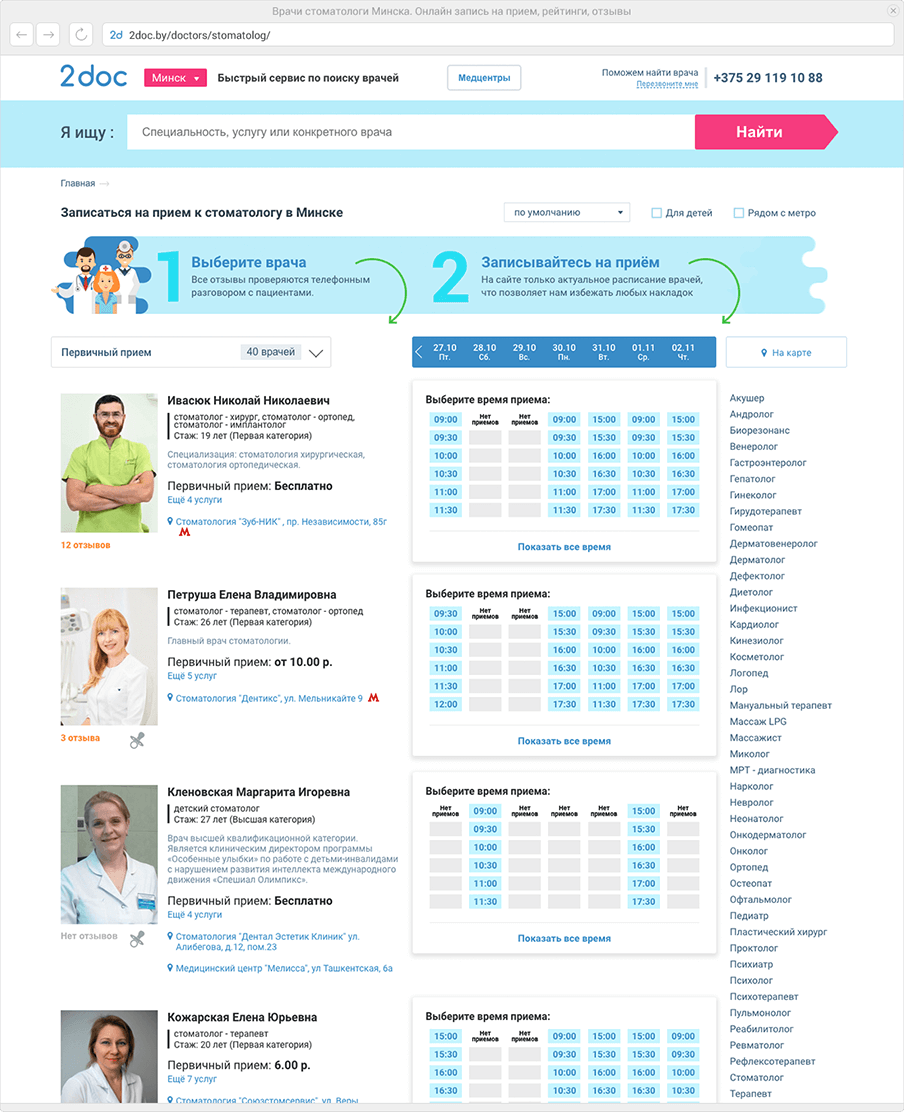 Врачи стоматологи Минска. Онлайн запись на прием, рейтинги, отзывы
2d 2doc.by/doctors/stomatolog/
2doc Минск Быстрый сервис по поиску врачей Медцентры Поможем найти врача Перезвоните мне +375 29 119 10 88
Я ищу : Специальность, услугу или конкретного врача Найти
Главная →
Записаться на прием к стоматологу в Минске по умолчанию Для детей Рядом с метро
1 Выберите врача
Все отзывы проверяются телефонным
разговором с пациентами.
2 Записывайтесь на приём
На сайте только актуальное расписание врачей,
что позволяет нам избежать любых накладок
Первичный прием 40 врачей
27.10 28.10 29.10 30.10 31.10 01.11 02.11
Пт. Сб. Вс. Пн. Вт. Ср. Чт.
На карте
Ивасюк Николай Николаевич
стоматолог - хирург, стоматолог - ортопед,
стоматолог - имплантолог
Стаж: 19 лет (Первая категория)
Специализация: стоматология хирургическая,
стоматология ортопедическая.
Первичный прием: Бесплатно
Ещё 4 услуги
Стоматология "Зуб-НИК" , пр. Независимости, 85г
М
12 отзывов
Выберите время приема:
09:00 Нет приемов Нет приемов 09:00 15:00 09:00 15:00
09:30 09:30 15:30 09:30 15:30
10:00 10:00 16:00 10:00 16:00
10:30 10:30 16:30 10:30 16:30
11:00 11:00 17:00 11:00 17:00
11:30 11:30 17:30 11:30 17:30
Показать все время
Петруша Елена Владимировна
стоматолог - терапевт, стоматолог - ортопед
Стаж: 26 лет (Первая категория)
Главный врач стоматологии.
Первичный прием: от 10.00 р.
Ещё 5 услуг
Стоматология "Дентикс", ул. Мельникайте 9 М
3 отзыва
Выберите время приема:
09:30 Нет приемов Нет приемов 15:00 09:00 15:00 15:00
10:00 15:30 09:30 15:30 15:30
10:30 16:00 10:00 16:00 16:00
11:00 16:30 10:30 16:30 16:30
11:30 17:00 11:00 17:00 17:00
12:00 17:30 11:30 17:30 17:30
Показать все время
Кленовская Маргарита Игоревна
детский стоматолог
Стаж: 27 лет (Высшая категория)
Врач высшей квалификационной категории.
Является клиническим директором программы
«Особенные улыбки» по работе с детьми-инвалидами
с нарушением развития интеллекта международного
движения «Спешиал Олимпикс».
Первичный прием: Бесплатно
Ещё 4 услуги
Стоматология "Дентал Эстетик Клиник" ул.
Алибегова, д.12, пом.23
Медицинский центр "Мелисса", ул Ташкентская, 6а
Нет отзывов
Выберите время приема:
Нет приемов 09:00 Нет приемов Нет приемов Нет приемов 15:00 Нет приемов
09:30 15:30
10:00 16:00
10:30 16:30
11:00 17:00
11:30 17:30
Показать все время
Кожарская Елена Юрьевна
стоматолог - терапевт
Стаж: 20 лет (Первая категория)
Первичный прием: 6.00 р.
Ещё 7 услуг
Стоматология "Союзстомсервис", ул. Веры
Выберите время приема:
15:00 Нет приемов Нет приемов 09:00 15:00 15:00 09:00
15:30 09:30 15:30 15:30 09:30
16:00 10:00 16:00 16:00 10:00
16:30 10:30 16:30 16:30 10:30
Акушер
Андролог
Биорезонанс
Венеролог
Гастроэнтеролог
Гепатолог
Гинеколог
Гирудотерапевт
Гомеопат
Дерматовенеролог
Дерматолог
Дефектолог
Диетолог
Инфекционист
Кардиолог
Кинезиолог
Косметолог
Логопед
Лор
Мануальный терапевт
Массаж LPG
Массажист
Миколог
МРТ - диагностика
Нарколог
Невролог
Неонатолог
Онкодерматолог
Онколог
Ортопед
Остеопат
Офтальмолог
Педиатр
Пластический хирург
Проктолог
Психиатр
Психолог
Психотерапевт
Пульмонолог
Реабилитолог
Ревматолог
Рефлексотерапевт
Стоматолог
Терапевт